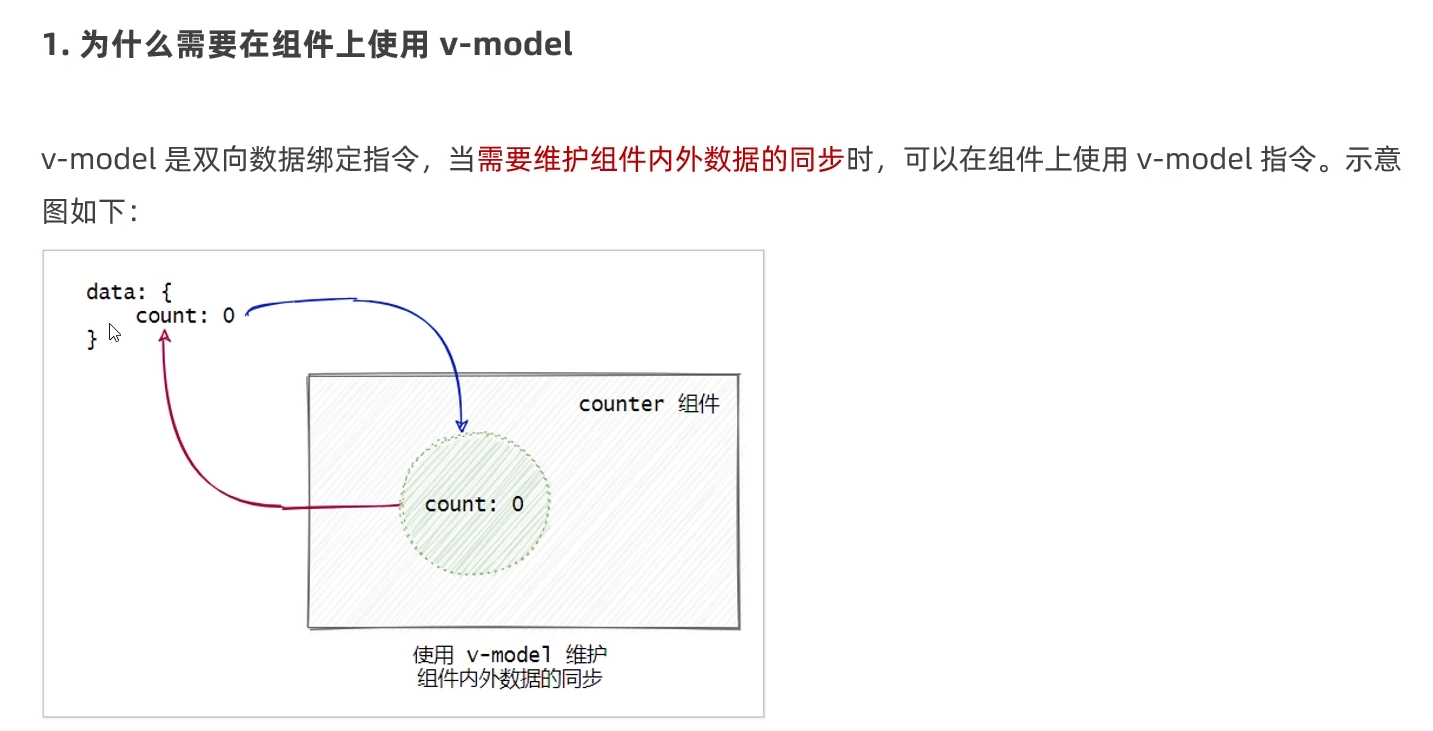 1. 为什么需要在组件上使用 v-model
v-model 是双向数据绑定指令，当需要维护组件内外数据的同步时，可以在组件上使用 v-model 指令。示意
图如下：
data: {
count: 0
}
counter 组件
count: 0
使用 v-model 维护
组件内外数据的同步